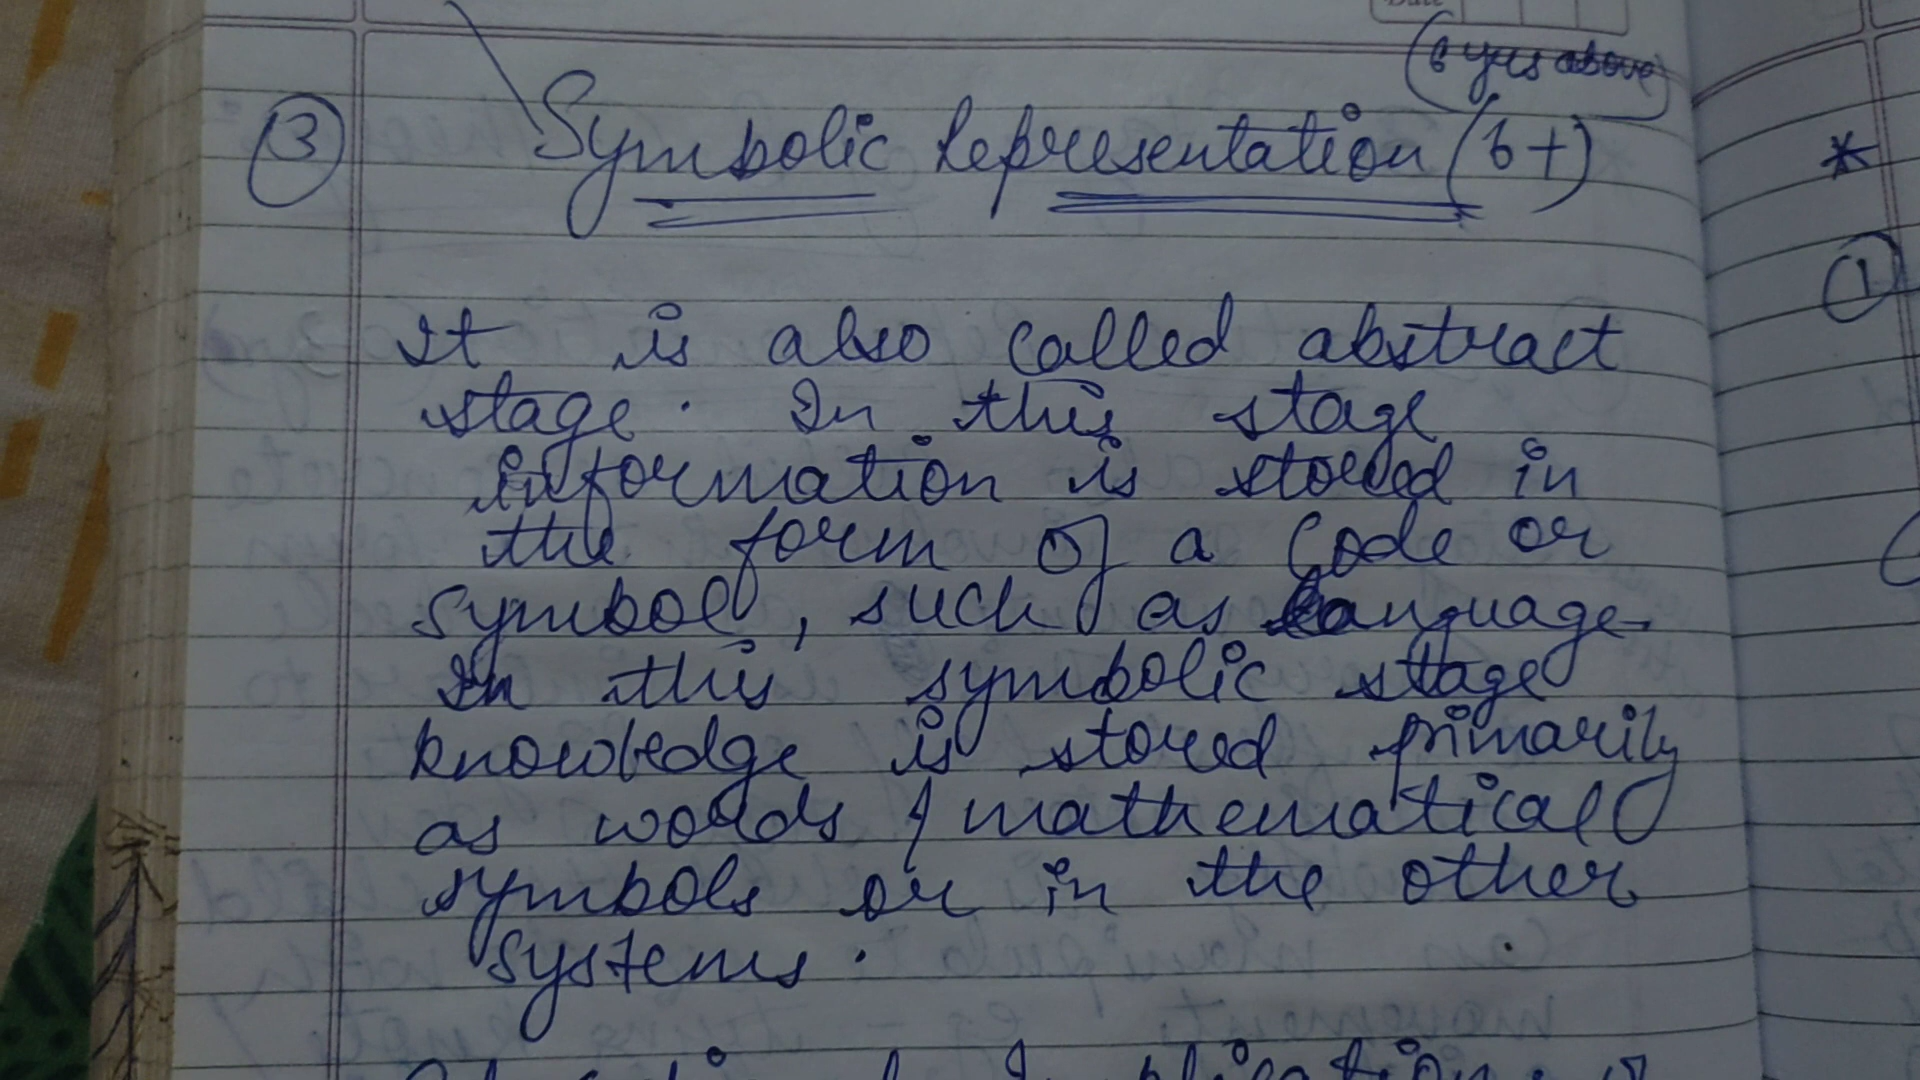 (6 yrs above)
③ Symbolic Representation (6+)
*
①
It is also called abstract
stage. In this stage
information is stored in
the form of a code or
symbol, such as language.
In this symbolic stage
knowledge is stored primarily
as words, mathematical
symbols or in the other
systems.